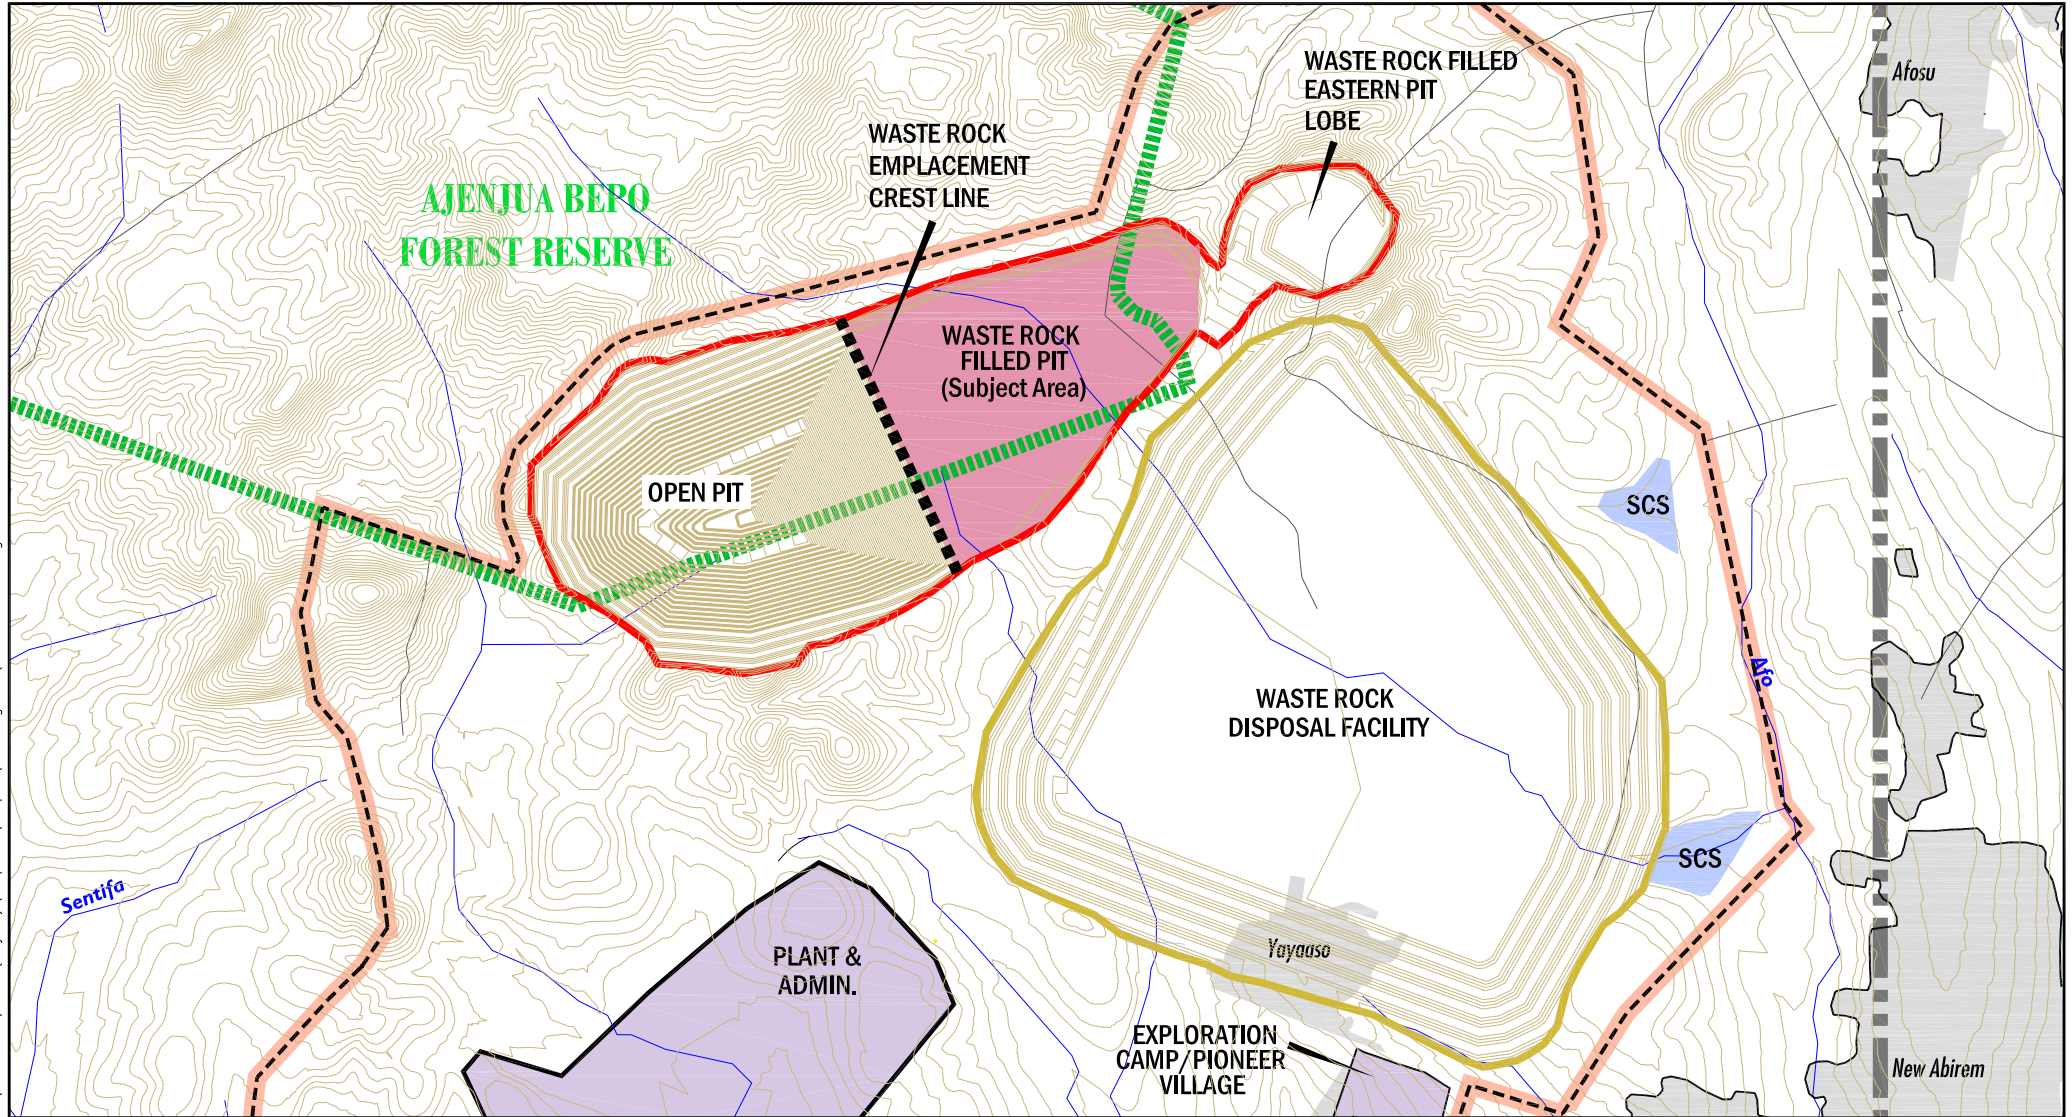 WASTE ROCK FILLED
EASTERN PIT
LOBE
Afosu
WASTE ROCK
EMPLACEMENT
CREST LINE
AJENJUA BEPO
FOREST RESERVE
WASTE ROCK
FILLED PIT
(Subject Area)
OPEN PIT
SCS
Afo
WASTE ROCK
DISPOSAL FACILITY
SCS
Sentifa
PLANT &
ADMIN.
Yayaaso
EXPLORATION
CAMP/PIONEER
VILLAGE
New Abirem